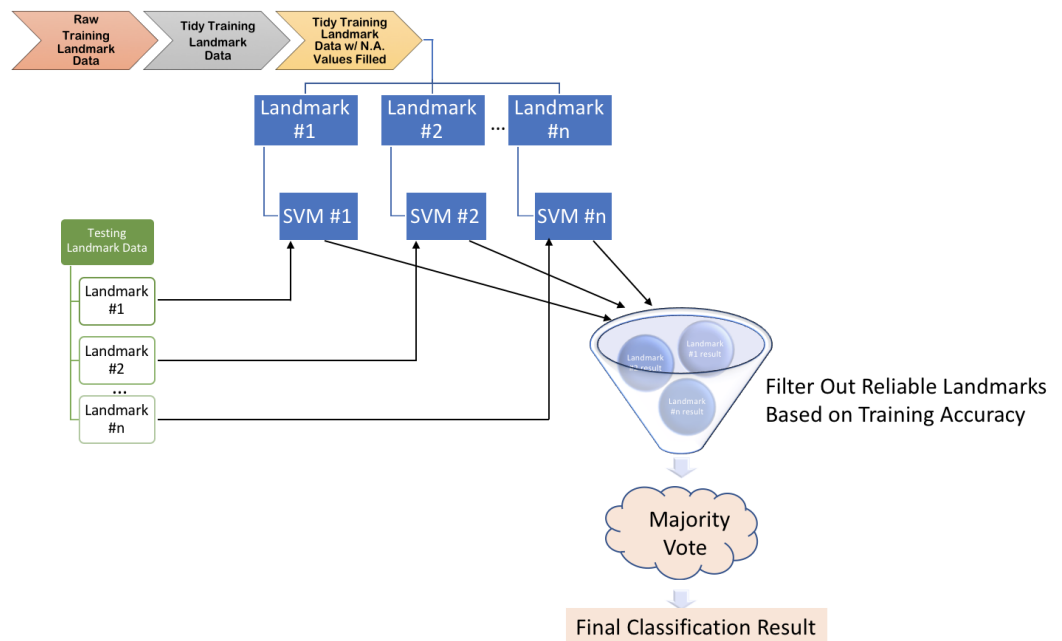 Raw
Training
Landmark
Data
Tidy Training
Landmark
Data
Tidy Training
Landmark
Data w/ N.A.
Values Filled
Landmark
#1
Landmark
#2
...
Landmark
#n
SVM #1
SVM #2
SVM #n
Testing
Landmark Data
Landmark
#1
Landmark
#2
...
Landmark
#n
Landmark
#1 result
Landmark
#2 result
Landmark
#n result
Filter Out Reliable Landmarks
Based on Training Accuracy
Majority
Vote
Final Classification Result